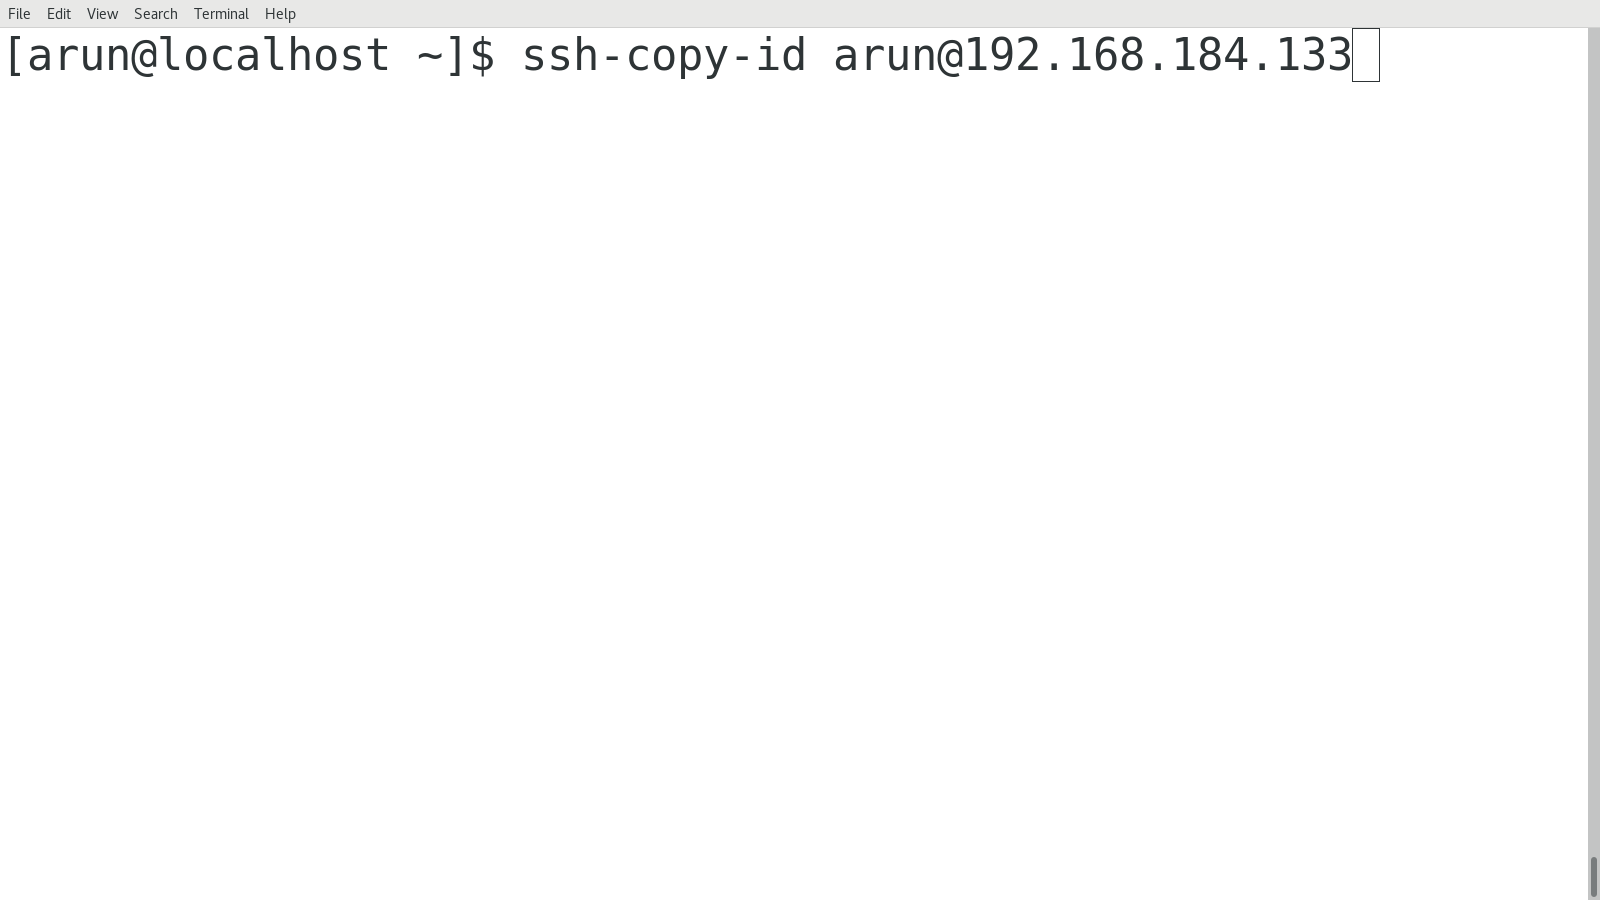 File Edit View Search Terminal Help
[arun@localhost ~]$ ssh-copy-id arun@192.168.184.133